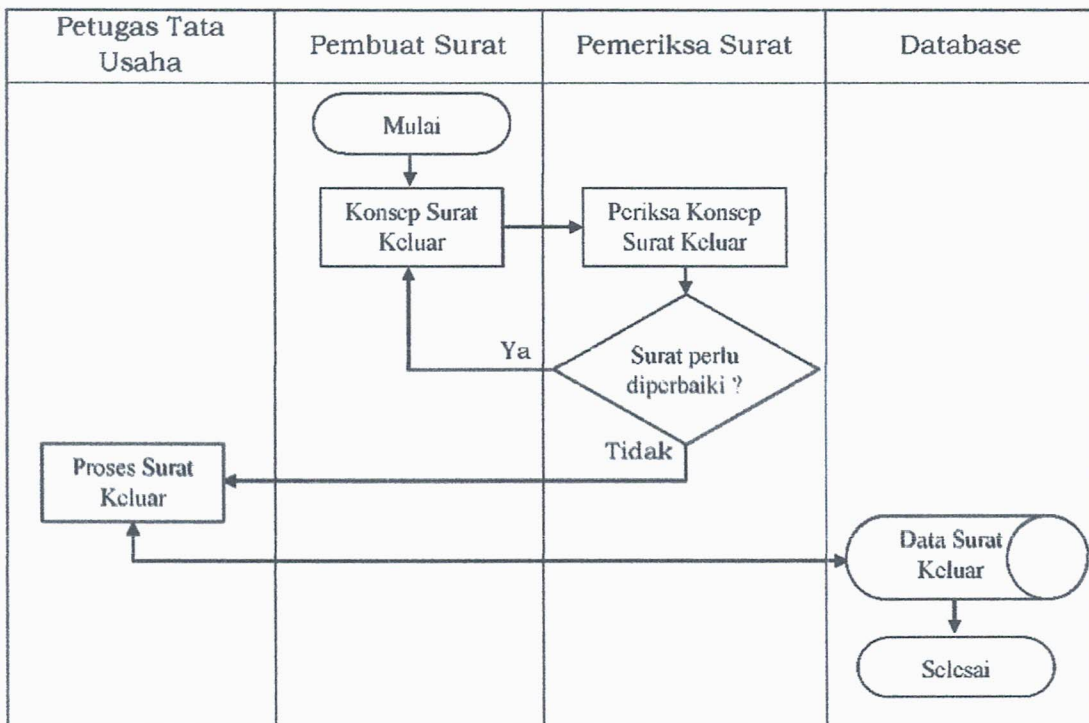 Petugas Tata
Usaha
Pembuat Surat
Pemeriksa Surat
Database
Mulai
Konsep Surat
Keluar
Periksa Konsep
Surat Keluar
Surat perlu
diperbaiki ?
Ya
Tidak
Proses Surat
Keluar
Data Surat
Keluar
Selesai